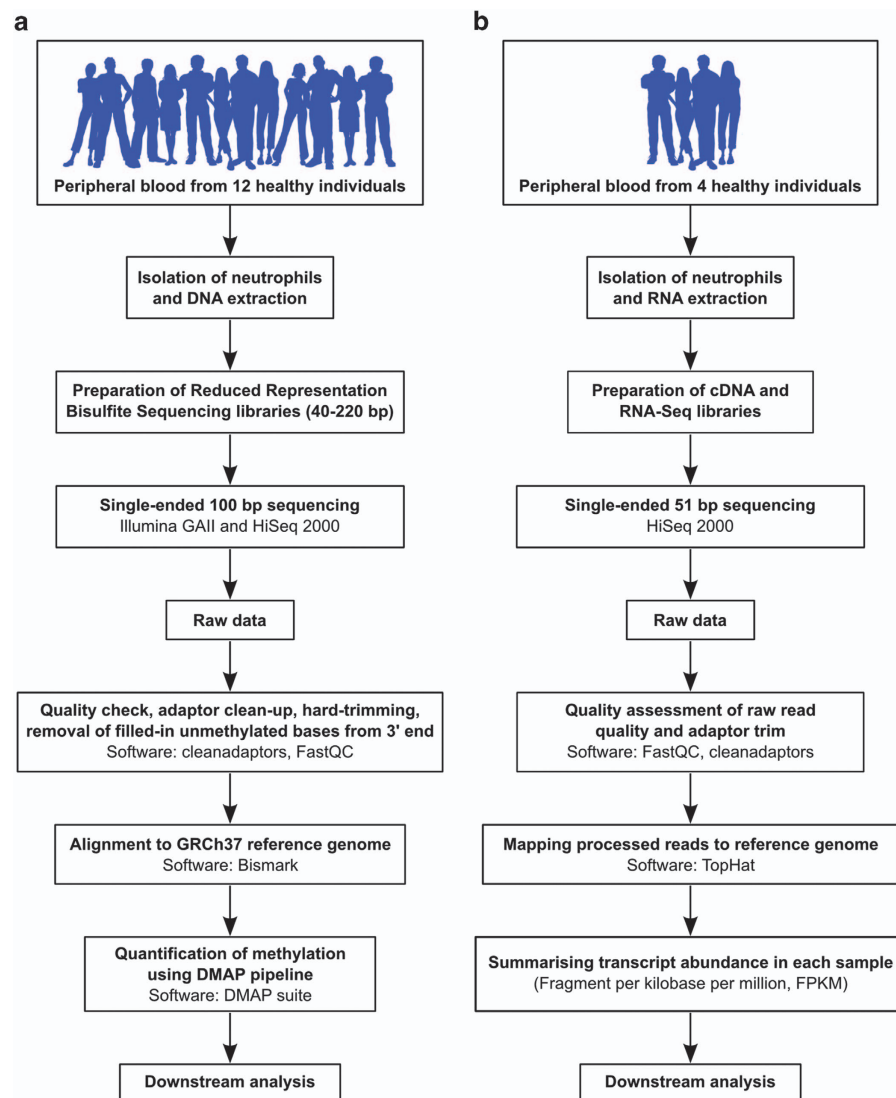 a
Peripheral blood from 12 healthy individuals
Isolation of neutrophils
and DNA extraction
Preparation of Reduced Representation
Bisulfite Sequencing libraries (40-220 bp)
Single-ended 100 bp sequencing
Illumina GAII and HiSeq 2000
Raw data
Quality check, adaptor clean-up, hard-trimming,
removal of filled-in unmethylated bases from 3' end
Software: cleanadaptors, FastQC
Alignment to GRCh37 reference genome
Software: Bismark
Quantification of methylation
using DMAP pipeline
Software: DMAP suite
Downstream analysis
b
Peripheral blood from 4 healthy individuals
Isolation of neutrophils
and RNA extraction
Preparation of cDNA and
RNA-Seq libraries
Single-ended 51 bp sequencing
HiSeq 2000
Raw data
Quality assessment of raw read
quality and adaptor trim
Software: FastQC, cleanadaptors
Mapping processed reads to reference genome
Software: TopHat
Summarising transcript abundance in each sample
(Fragment per kilobase per million, FPKM)
Downstream analysis